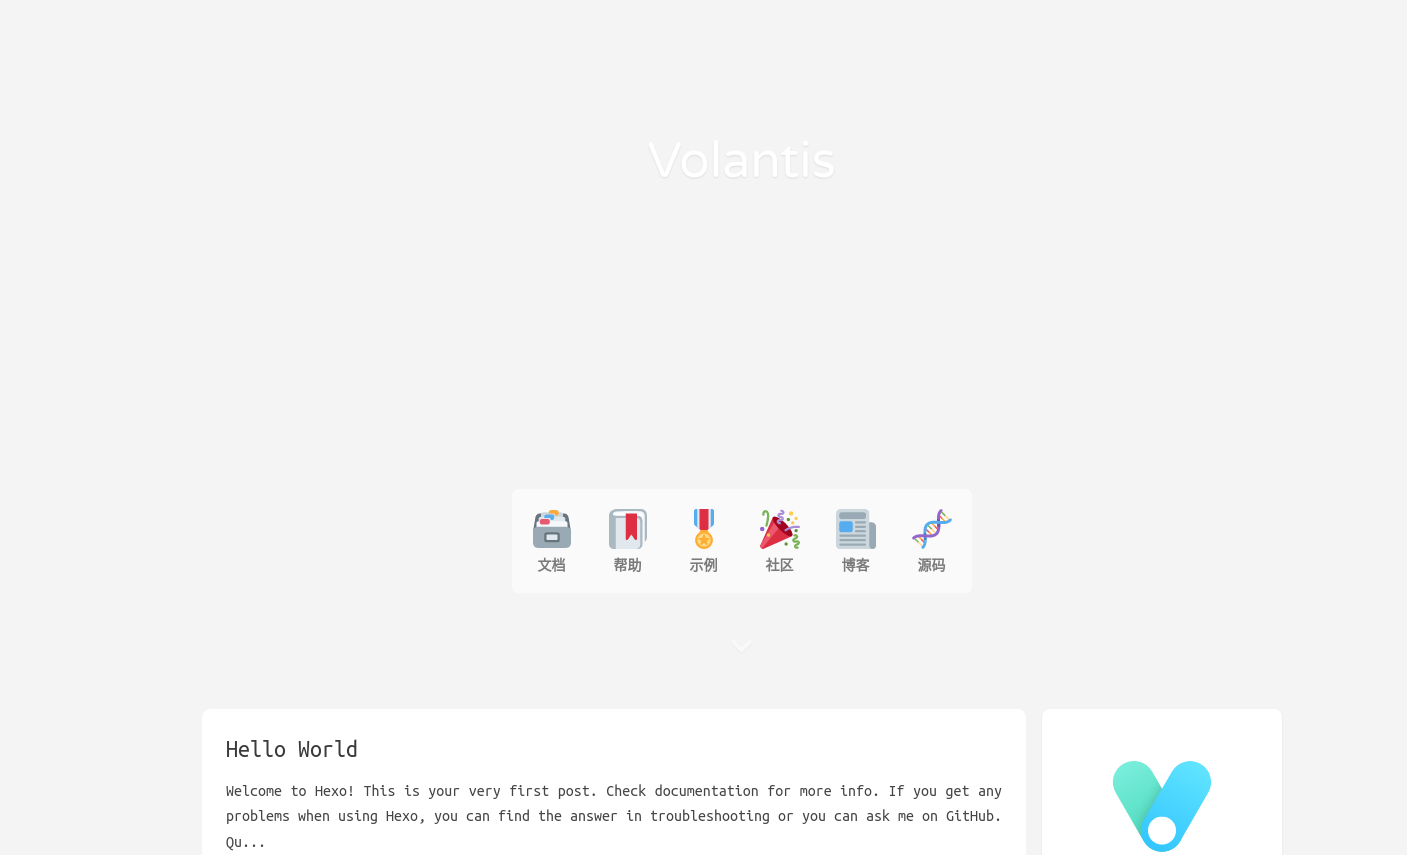 Volantis
文档 帮助 示例 社区 博客 源码
Hello World
Welcome to Hexo! This is your very first post. Check documentation for more info. If you get any
problems when using Hexo, you can find the answer in troubleshooting or you can ask me on GitHub.
Qu...